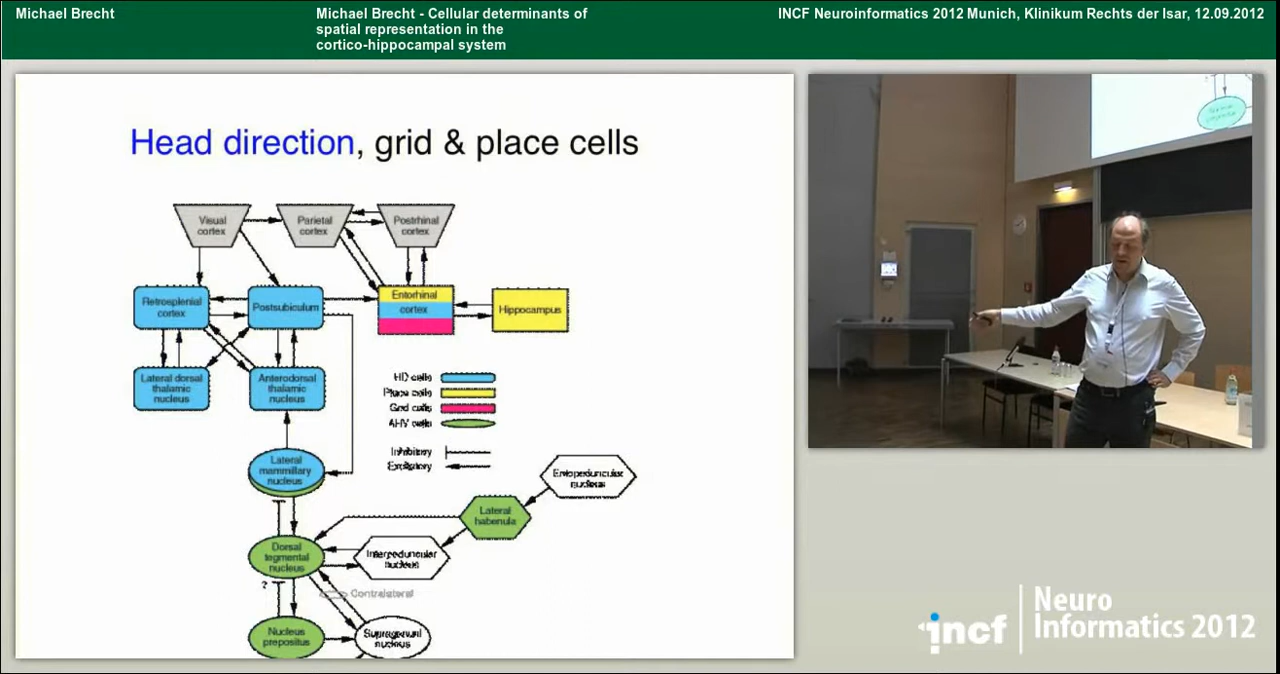 Michael Brecht
Michael Brecht - Cellular determinants of
spatial representation in the
cortico-hippocampal system
INCF Neuroinformatics 2012 Munich, Klinikum Rechts der Isar, 12.09.2012
Head direction, grid & place cells
Visual
cortex
Parietal
cortex
Postrhinal
cortex
Retrosplenial
cortex
Postsubiculum
Entorhinal
cortex
Hippocampus
Lateral dorsal
thalamic
nucleus
Anterodorsal
thalamic
nucleus
HD cells
Place cells
Grid cells
AHV cells
Inhibitory
Excitatory
Lateral
mammillary
nucleus
Entopeduncular
nucleus
Lateral
habenula
Dorsal
tegmental
nucleus
Interpeduncular
nucleus
?
Contralateral
Nucleus
prepositus
Supragenual
nucleus
incf
Neuro
Informatics 2012